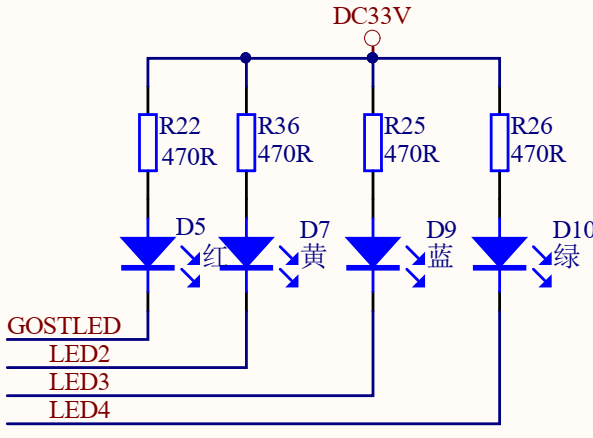 DC33V
R22 R36 R25 R26
470R 470R 470R 470R
D5 D7 D9 D10
红 黄 蓝 绿
GOSTLED
LED2
LED3
LED4